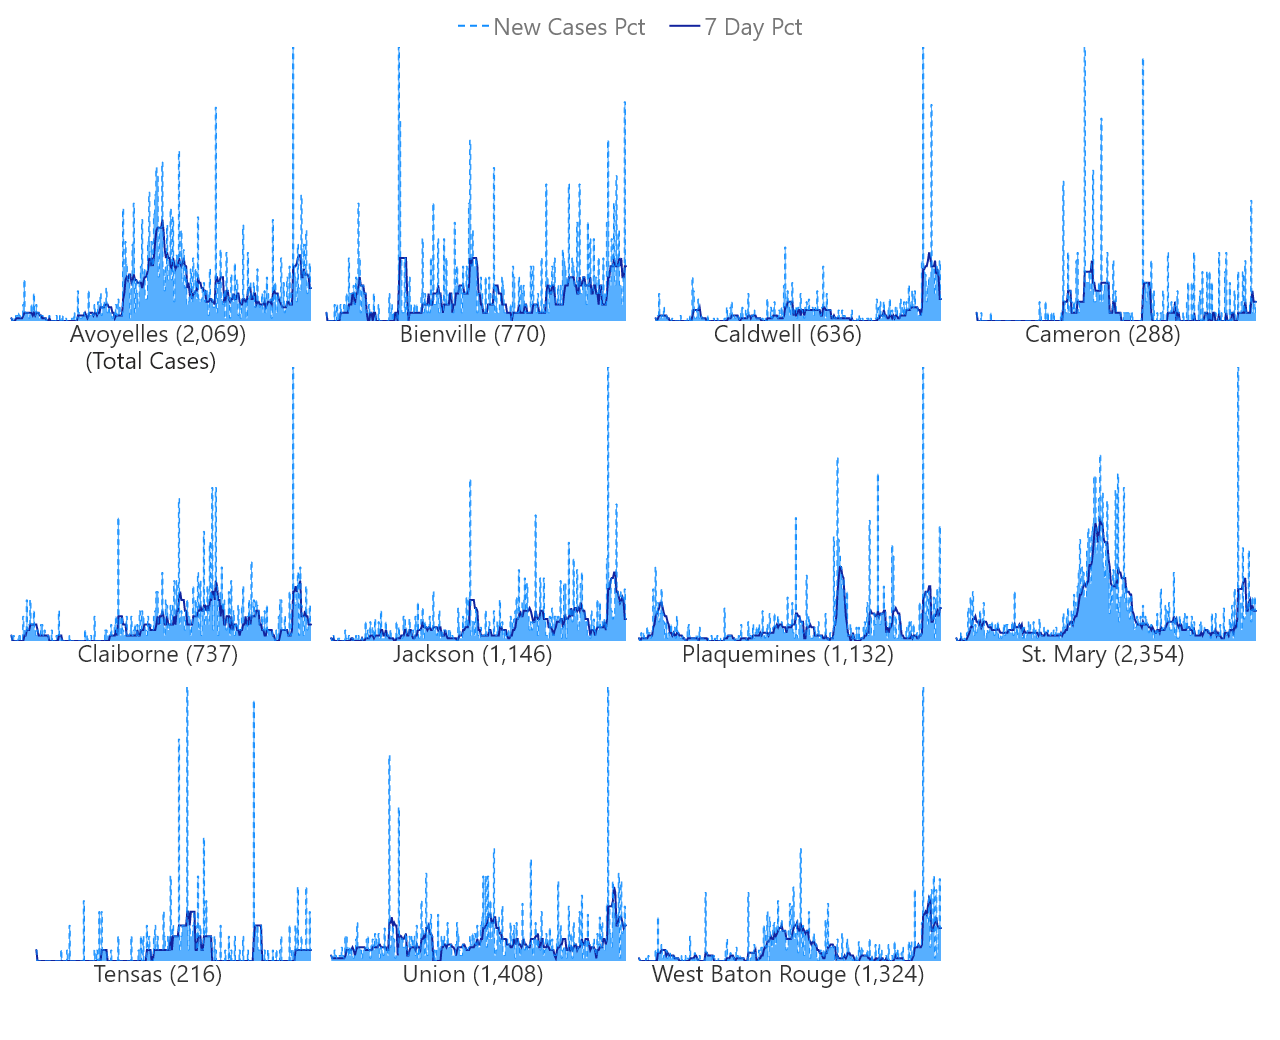 New Cases Pct 7 Day Pct
Avoyelles (2,069)
(Total Cases)
Bienville (770)
Caldwell (636)
Cameron (288)
Claiborne (737)
Jackson (1,146)
Plaquemines (1,132)
St. Mary (2,354)
Tensas (216)
Union (1,408)
West Baton Rouge (1,324)